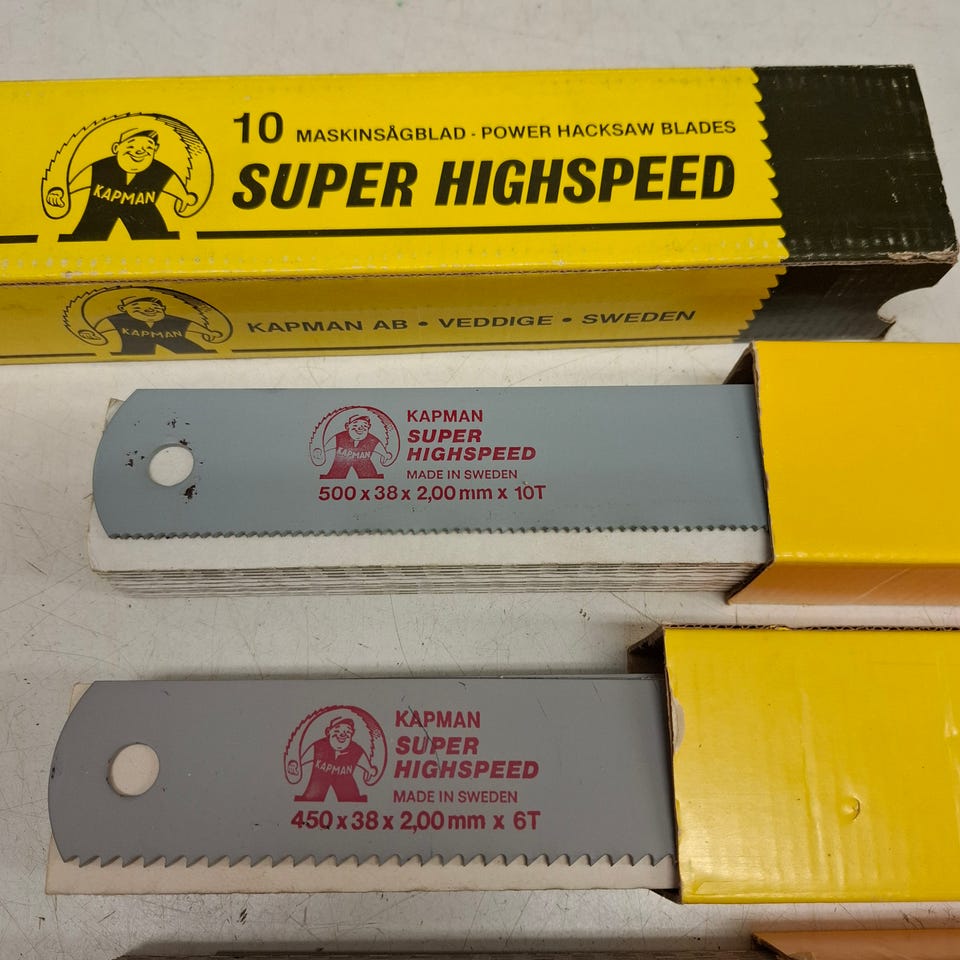 10 MASKINSÅGBLAD - POWER HACKSAW BLADES
KAPMAN
SUPER HIGHSPEED
KAPMAN
KAPMAN AB • VEDDIGE • SWEDEN
KAPMAN
SUPER
KAPMAN
HIGHSPEED
MADE IN SWEDEN
500 x 38 x 2,00 mm x 10T
KAPMAN
SUPER
KAPMAN
HIGHSPEED
MADE IN SWEDEN
450 x 38 x 2,00 mm x 6T